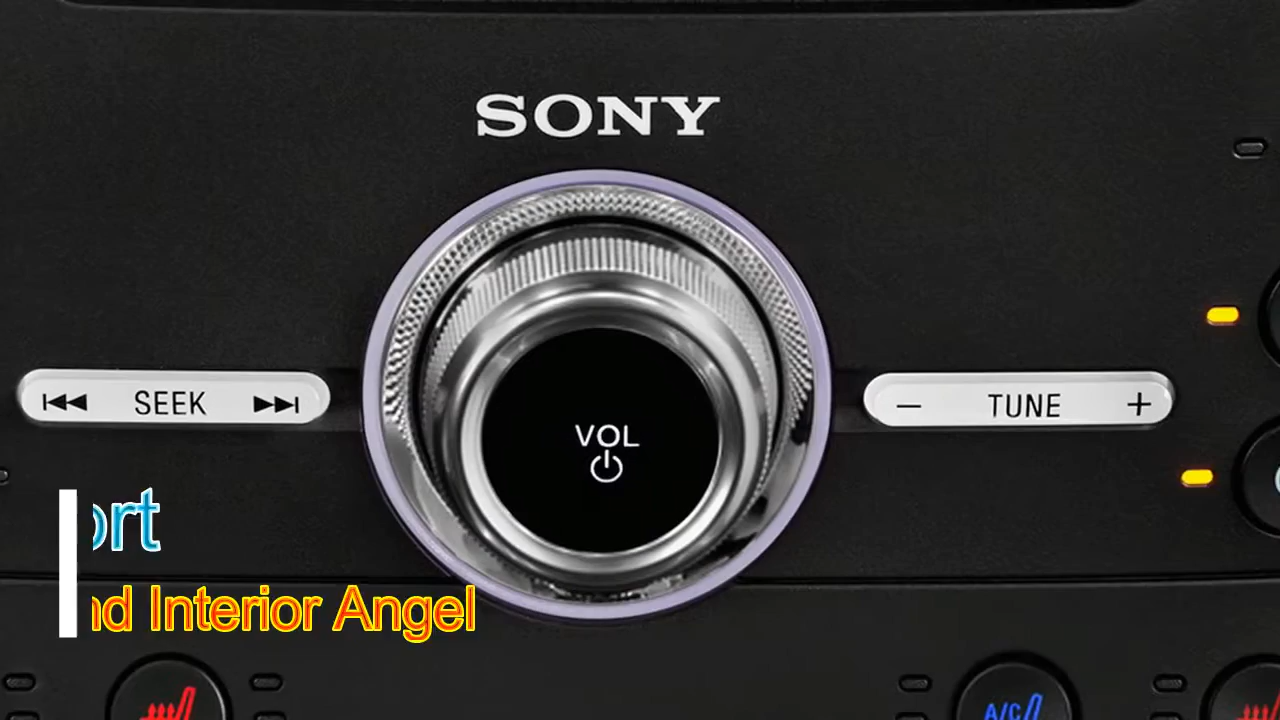 SONY
SEEK
VOL
− TUNE +
ort
nd Interior Angel
A/C